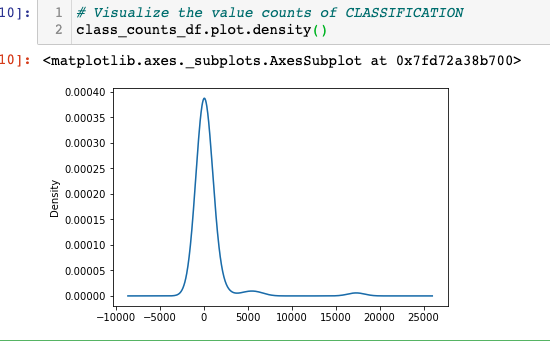 10]:
1 # Visualize the value counts of CLASSIFICATION
2 class_counts_df.plot.density()
10]: <matplotlib.axes._subplots.AxesSubplot at 0x7fd72a38b700>
0.00040
0.00035
0.00030
0.00025
0.00020
0.00015
0.00010
0.00005
0.00000
Density
−10000 −5000 0 5000 10000 15000 20000 25000